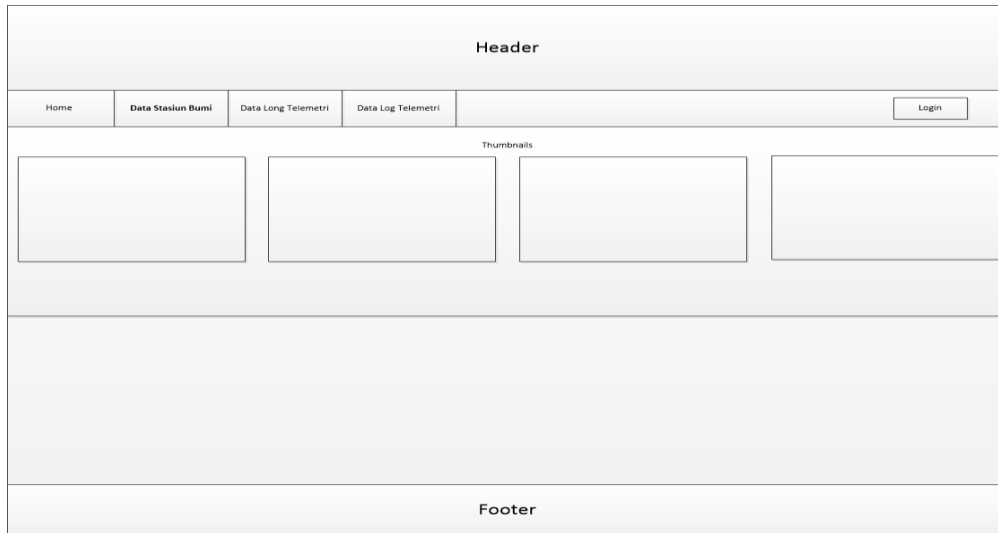 Header
Home
Data Stasiun Bumi
Data Long Telemetri
Data Log Telemetri
Login
Thumbnails
Footer